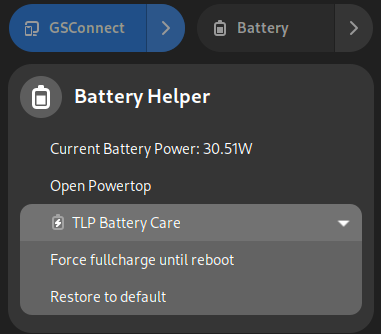 GSConnect
Battery
Battery Helper
Current Battery Power: 30.51W
Open Powertop
TLP Battery Care
Force fullcharge until reboot
Restore to default